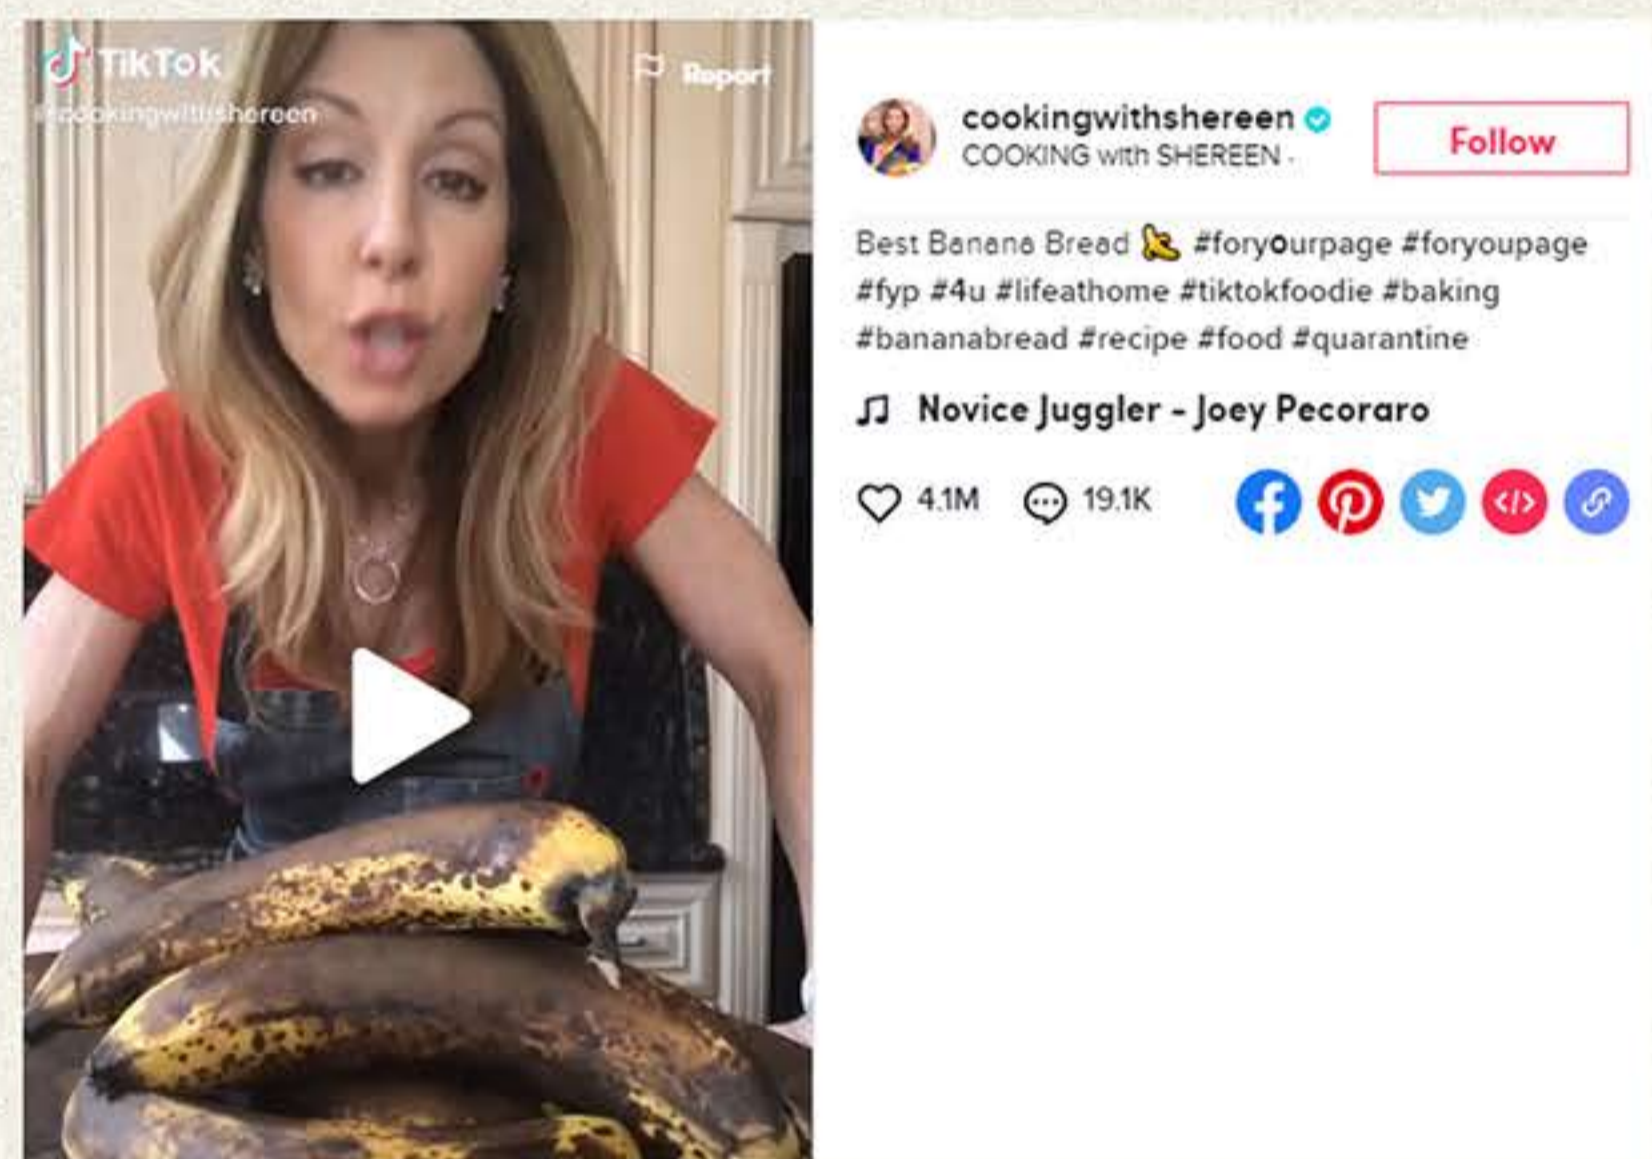 TikTok
Report
@cookingwithshereen
cookingwithshereen
COOKING with SHEREEN ·
Follow
Best Banana Bread 🍌 #foryourpage #foryoupage
#fyp #4u #lifeathome #tiktokfoodie #baking
#bananabread #recipe #food #quarantine
Novice Juggler - Joey Pecoraro
4.1M 19.1K